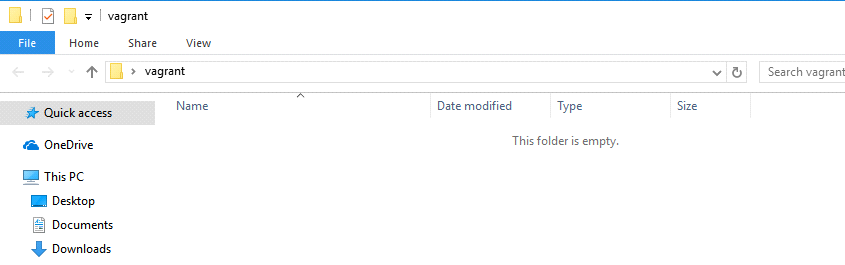 vagrant
File Home Share View
vagrant Search vagrant
Name Date modified Type Size
Quick access
This folder is empty.
OneDrive
This PC
Desktop
Documents
Downloads